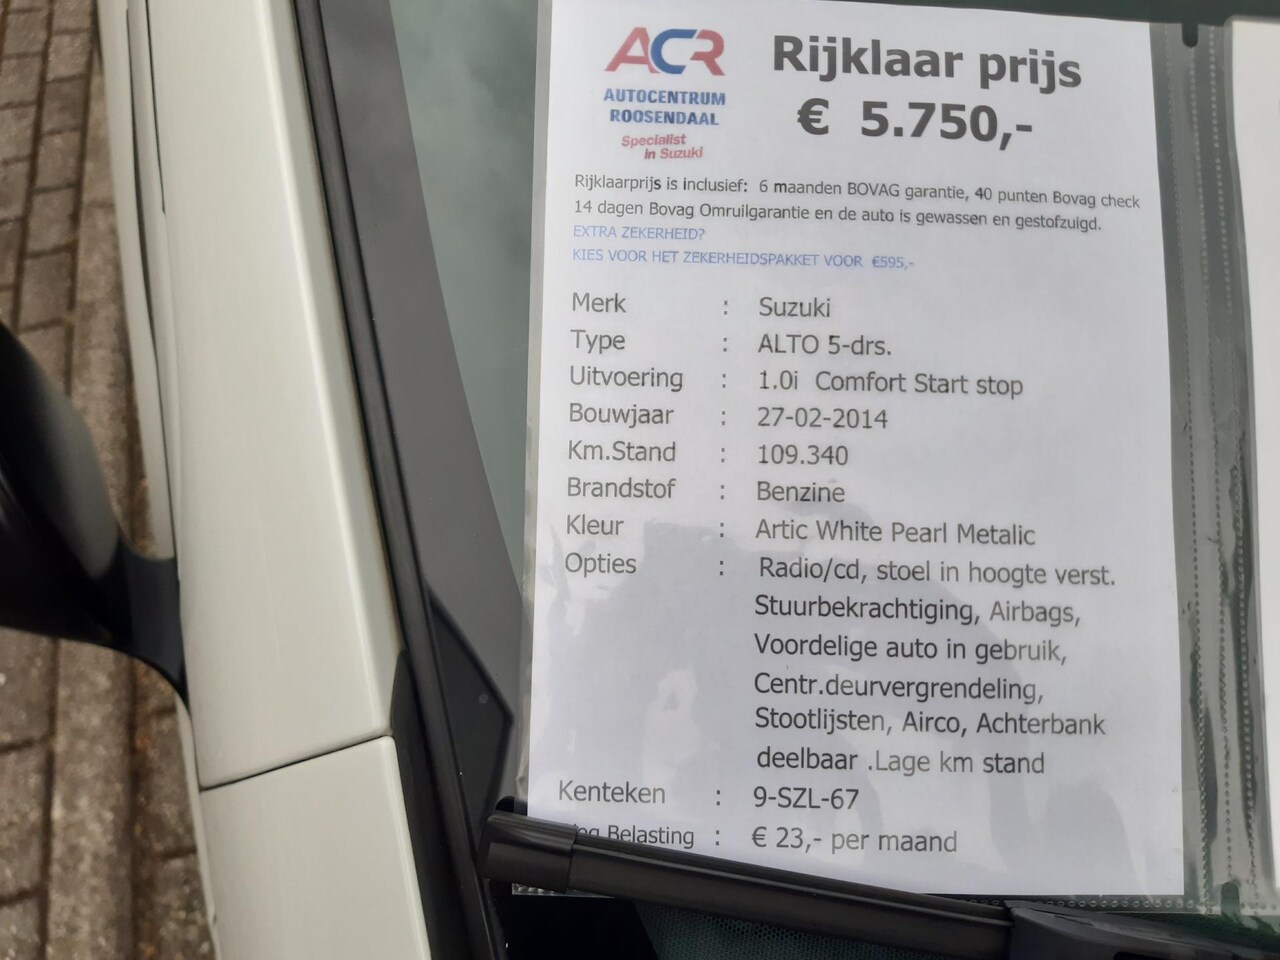 ACR
AUTOCENTRUM
ROOSENDAAL
Specialist
in Suzuki
Rijklaar prijs
€ 5.750,-
Rijklaarprijs is inclusief: 6 maanden BOVAG garantie, 40 punten Bovag check
14 dagen Bovag Omruilgarantie en de auto is gewassen en gestofzuigd.
EXTRA ZEKERHEID?
KIES VOOR HET ZEKERHEIDSPAKKET VOOR €595,-
Merk : Suzuki
Type : ALTO 5-drs.
Uitvoering : 1.0i Comfort Start stop
Bouwjaar : 27-02-2014
Km.Stand : 109.340
Brandstof : Benzine
Kleur : Artic White Pearl Metalic
Opties : Radio/cd, stoel in hoogte verst.
Stuurbekrachtiging, Airbags,
Voordelige auto in gebruik,
Centr.deurvergrendeling,
Stootlijsten, Airco, Achterbank
deelbaar .Lage km stand
Kenteken : 9-SZL-67
Belasting : € 23,- per maand